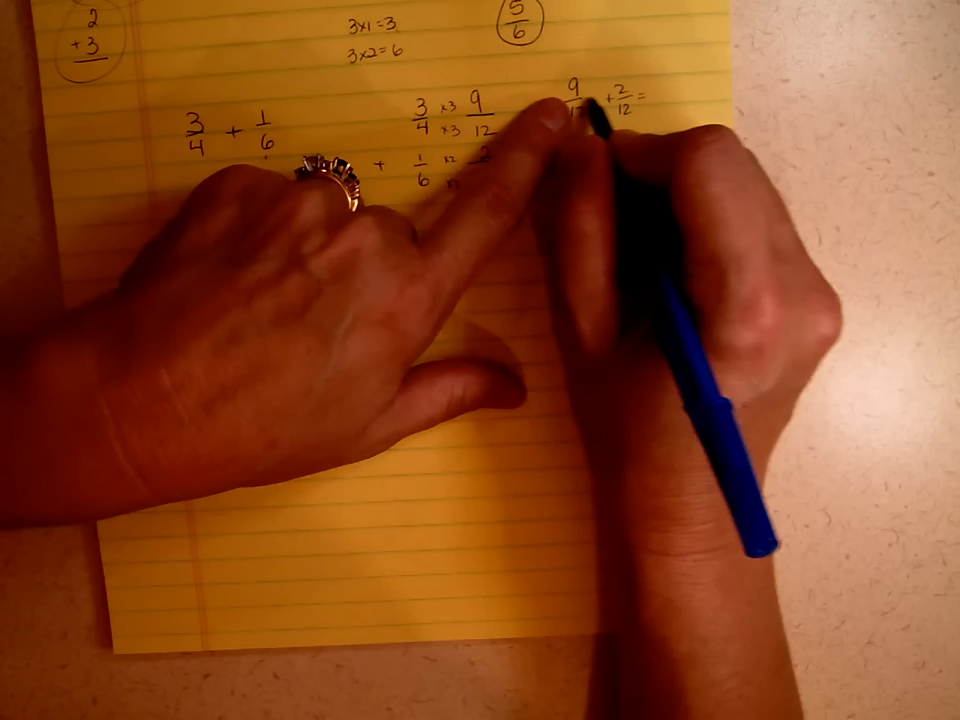 2
+ 3
3x1=3
3x2=6
5/6
3/4 + 1/6
3/4 x3 x3 9/12
+ 1/6 x2
9 + 2/12 =